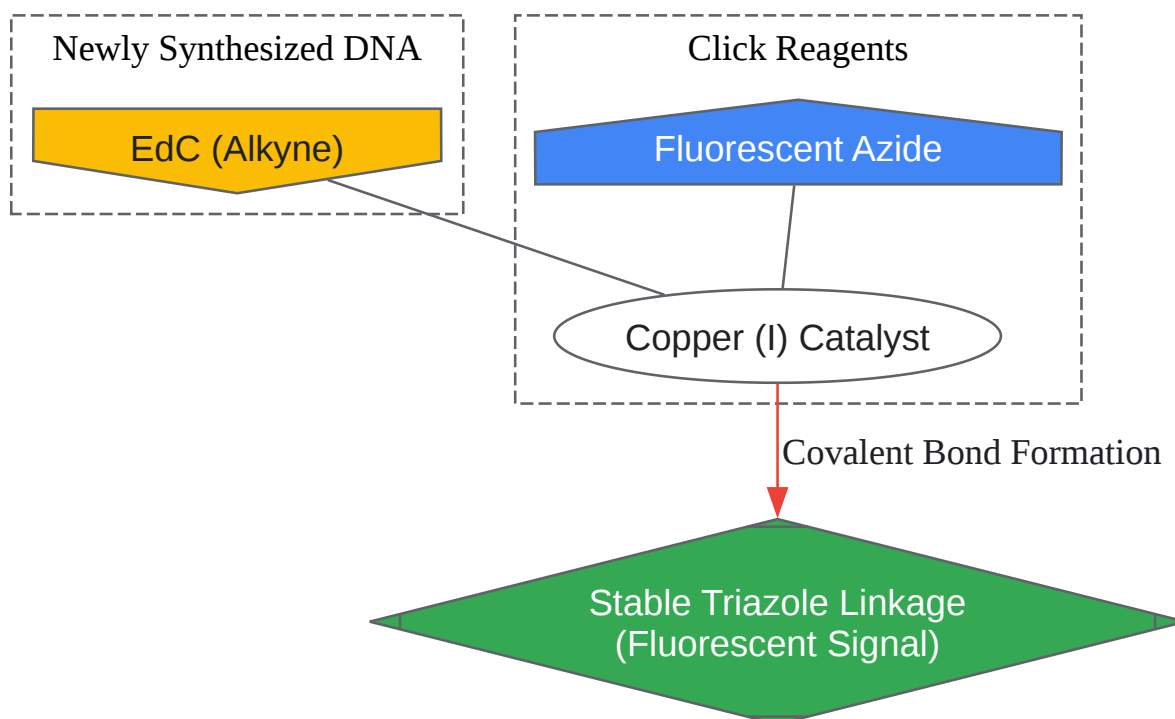 Newly Synthesized DNA
Click Reagents
EdC (Alkyne)
Fluorescent Azide
Copper (I) Catalyst
Covalent Bond Formation
Stable Triazole Linkage
(Fluorescent Signal)